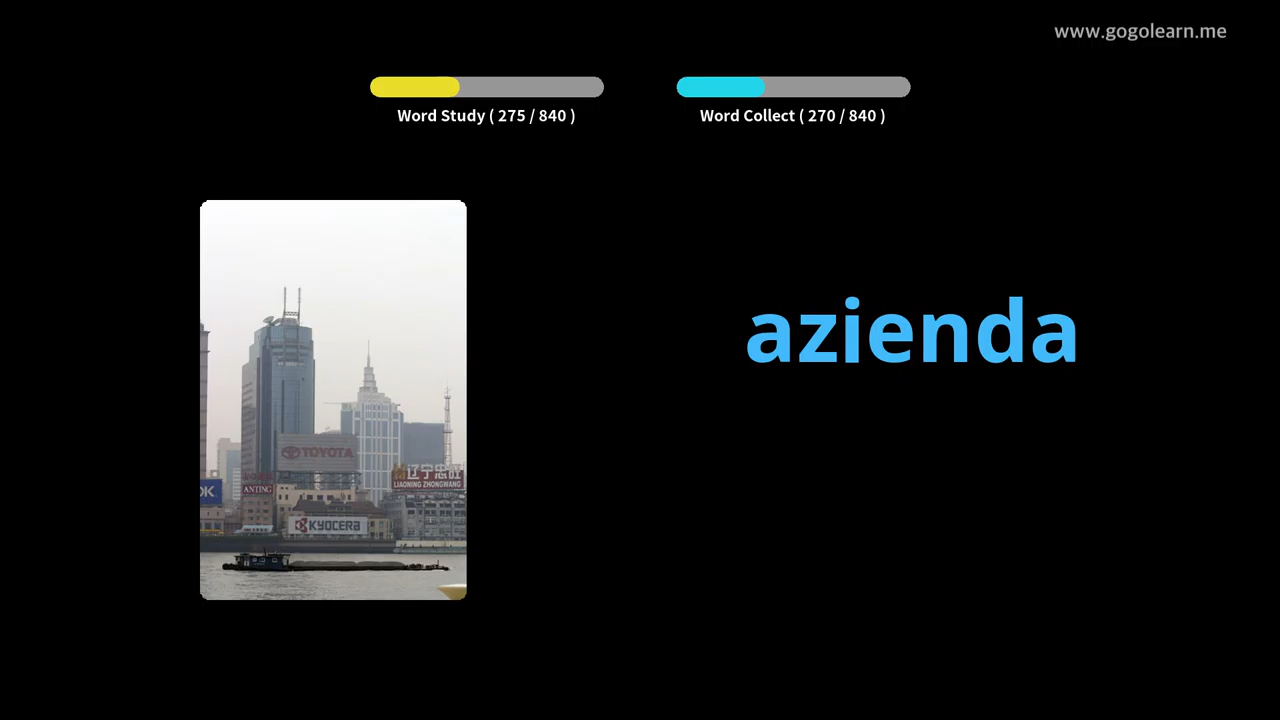 www.gogolearn.me
Word Study ( 275 / 840 )
Word Collect ( 270 / 840 )
azienda
TOYOTA
辽宁忠旺
LIAONING ZHONGWANG
OK
ANTING
KYOCERA